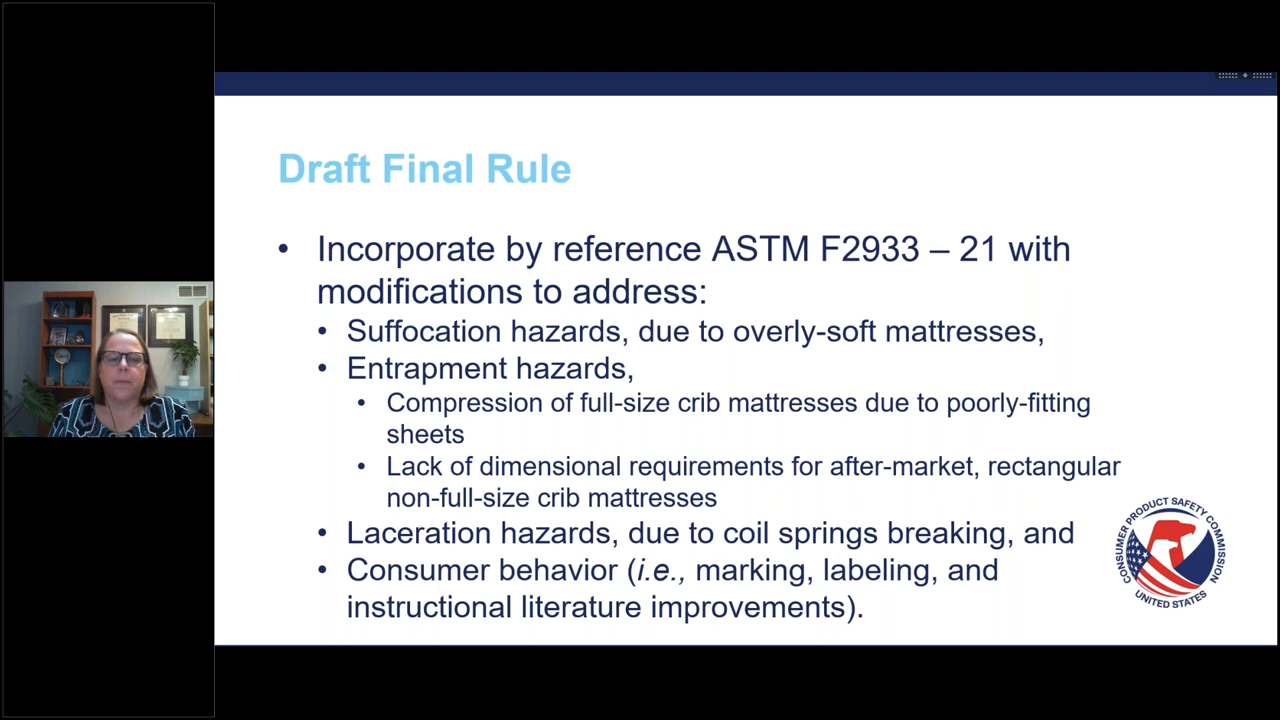 Draft Final Rule
• Incorporate by reference ASTM F2933 – 21 with
modifications to address:
• Suffocation hazards, due to overly-soft mattresses,
• Entrapment hazards,
• Compression of full-size crib mattresses due to poorly-fitting
sheets
• Lack of dimensional requirements for after-market, rectangular
non-full-size crib mattresses
• Laceration hazards, due to coil springs breaking, and
• Consumer behavior (i.e., marking, labeling, and
instructional literature improvements).
CONSUMER PRODUCT SAFETY COMMISSION
UNITED STATES